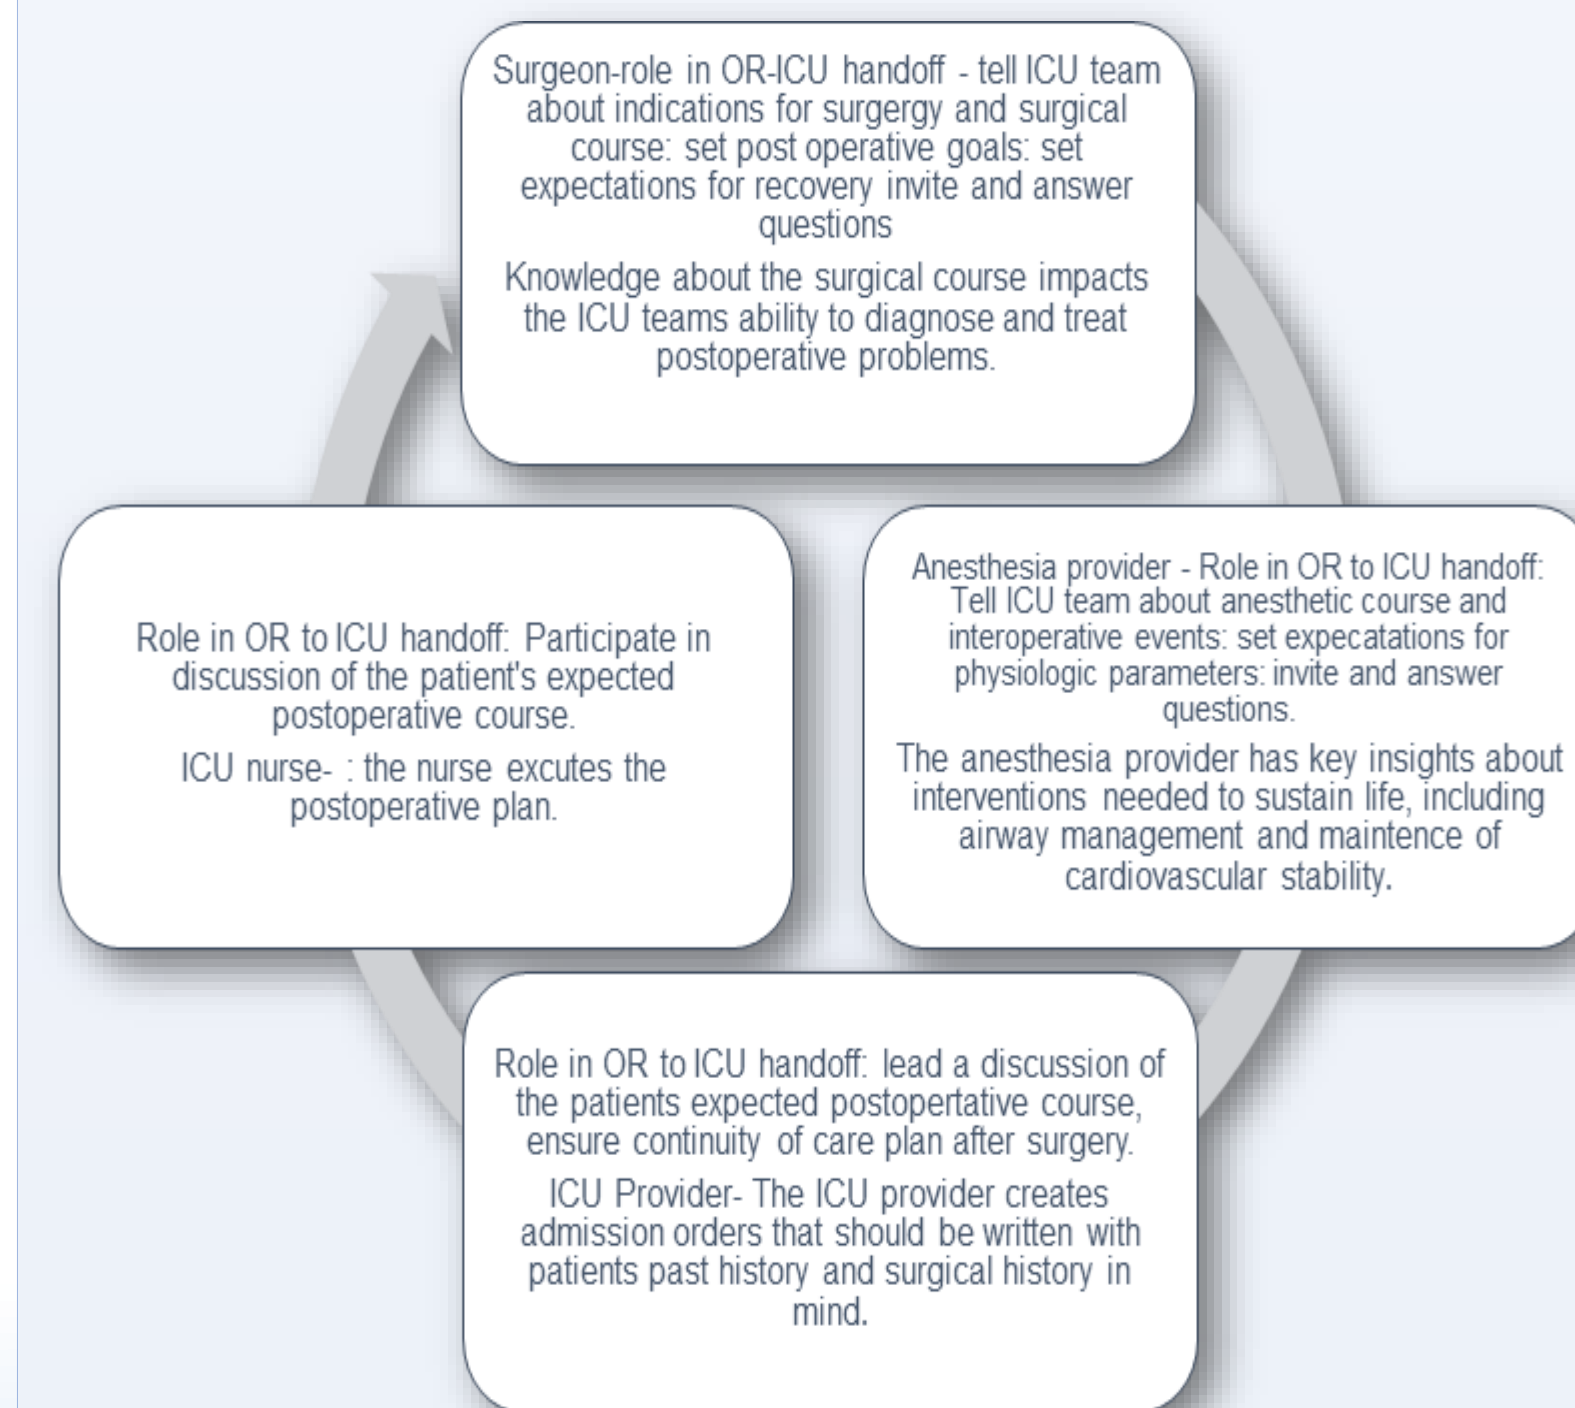 Surgeon-role in OR-ICU handoff - tell ICU team
about indications for surgergy and surgical
course: set post operative goals: set
expectations for recovery invite and answer
questions
Knowledge about the surgical course impacts
the ICU teams ability to diagnose and treat
postoperative problems.
Anesthesia provider - Role in OR to ICU handoff:
Tell ICU team about anesthetic course and
interoperative events: set expecatations for
physiologic parameters: invite and answer
questions.
The anesthesia provider has key insights about
interventions needed to sustain life, including
airway management and maintence of
cardiovascular stability.
Role in OR to ICU handoff: lead a discussion of
the patients expected postopertative course,
ensure continuity of care plan after surgery.
ICU Provider- The ICU provider creates
admission orders that should be written with
patients past history and surgical history in
mind.
Role in OR to ICU handoff: Participate in
discussion of the patient's expected
postoperative course.
ICU nurse- : the nurse excutes the
postoperative plan.